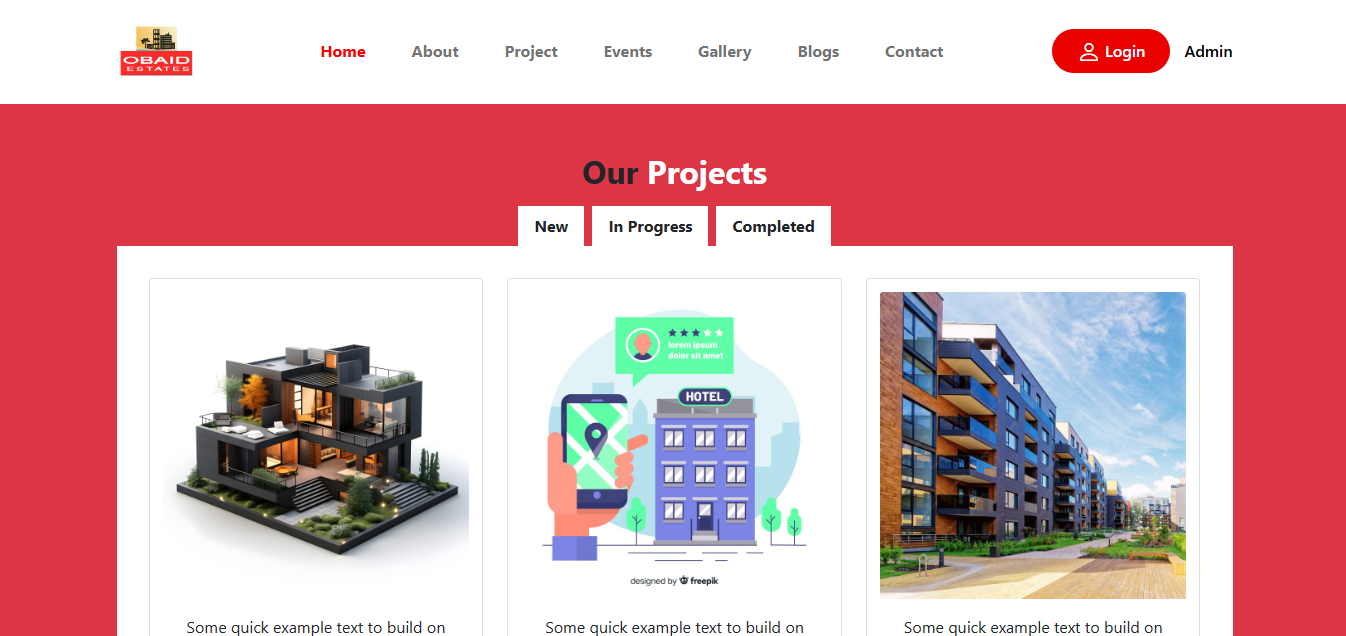 OBAID
ESTATES
Home About Project Events Gallery Blogs Contact
Login Admin
Our Projects
New In Progress Completed
lorem ipsum
dolor sit amet
HOTEL
designed by freepik
Some quick example text to build on
Some quick example text to build on
Some quick example text to build on